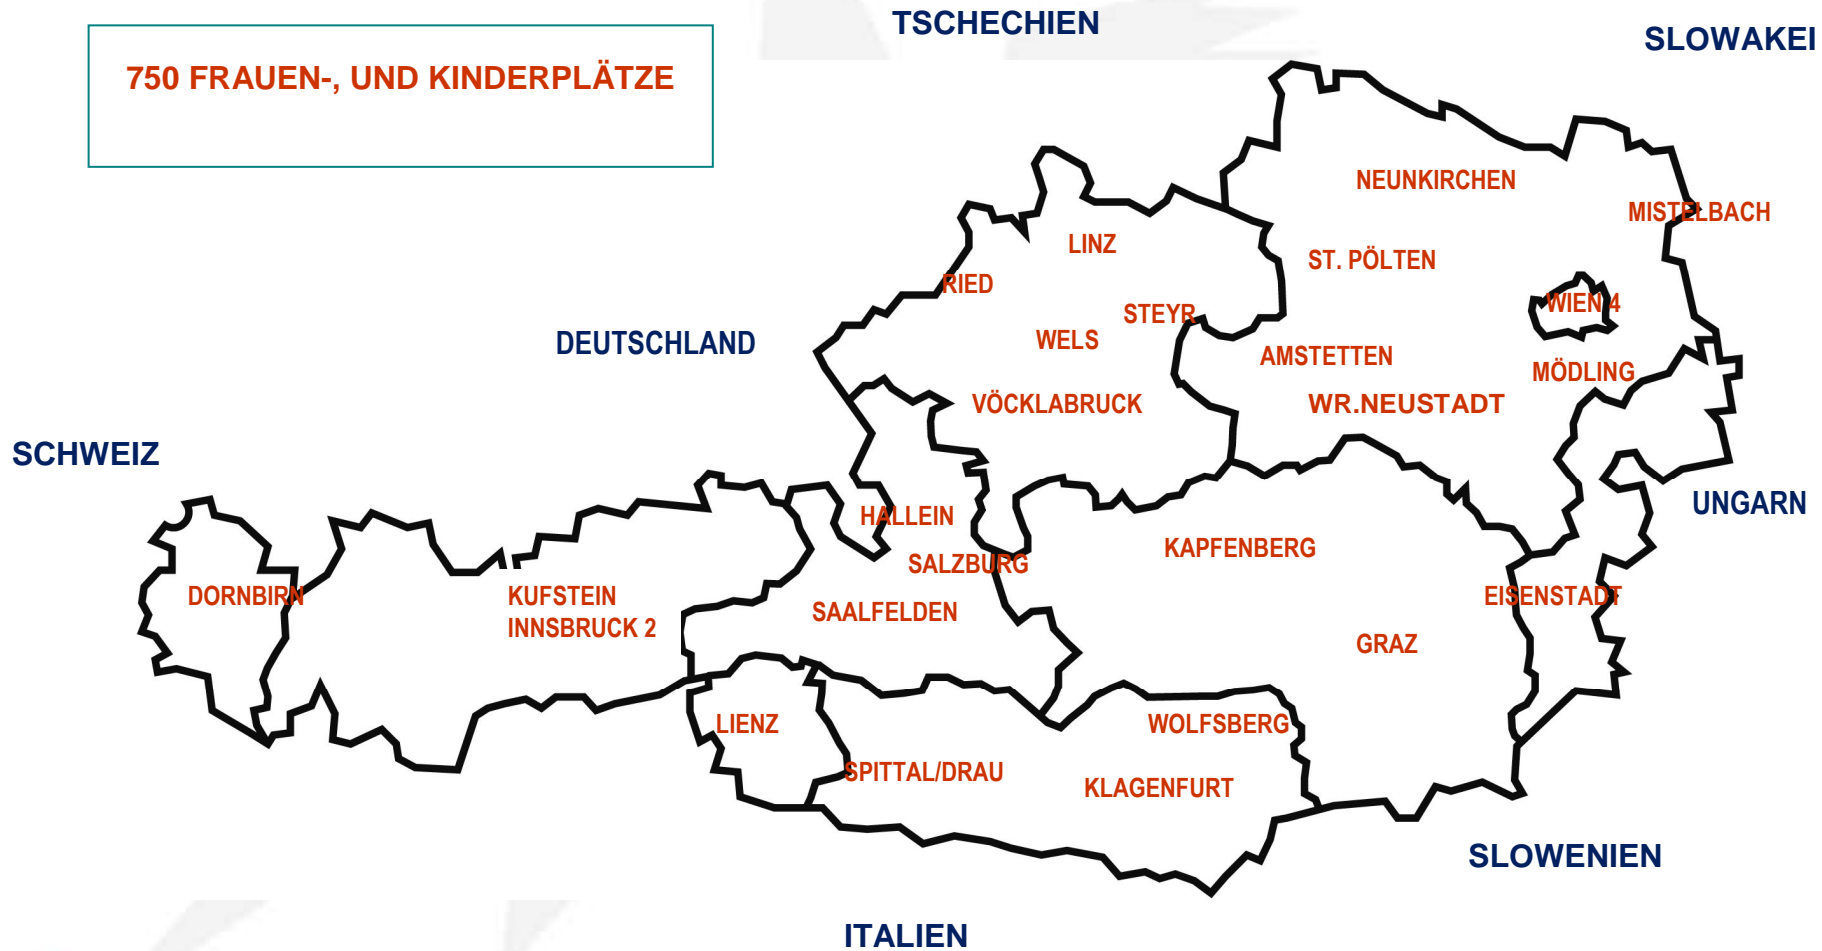 TSCHECHIEN
SLOWAKEI
750 FRAUEN-, UND KINDERPLÄTZE
NEUNKIRCHEN
MISTELBACH
LINZ
ST. PÖLTEN
RIED
WIEN 4
STEYR
DEUTSCHLAND
WELS
AMSTETTEN
MÖDLING
VÖCKLABRUCK
WR.NEUSTADT
SCHWEIZ
UNGARN
HALLEIN
KAPFENBERG
SALZBURG
DORNBIRN
KUFSTEIN
EISENSTADT
SAALFELDEN
INNSBRUCK 2
GRAZ
LIENZ
WOLFSBERG
SPITTAL/DRAU
KLAGENFURT
SLOWENIEN
ITALIEN